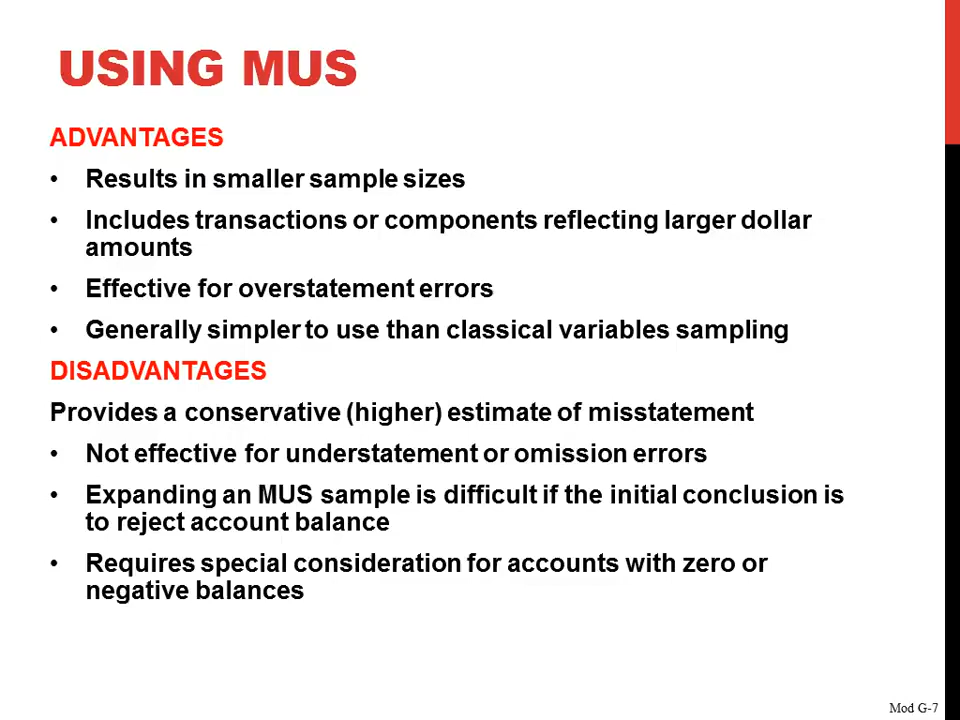 USING MUS
ADVANTAGES
• Results in smaller sample sizes
• Includes transactions or components reflecting larger dollar
amounts
• Effective for overstatement errors
• Generally simpler to use than classical variables sampling
DISADVANTAGES
Provides a conservative (higher) estimate of misstatement
• Not effective for understatement or omission errors
• Expanding an MUS sample is difficult if the initial conclusion is
to reject account balance
• Requires special consideration for accounts with zero or
negative balances
Mod G-7